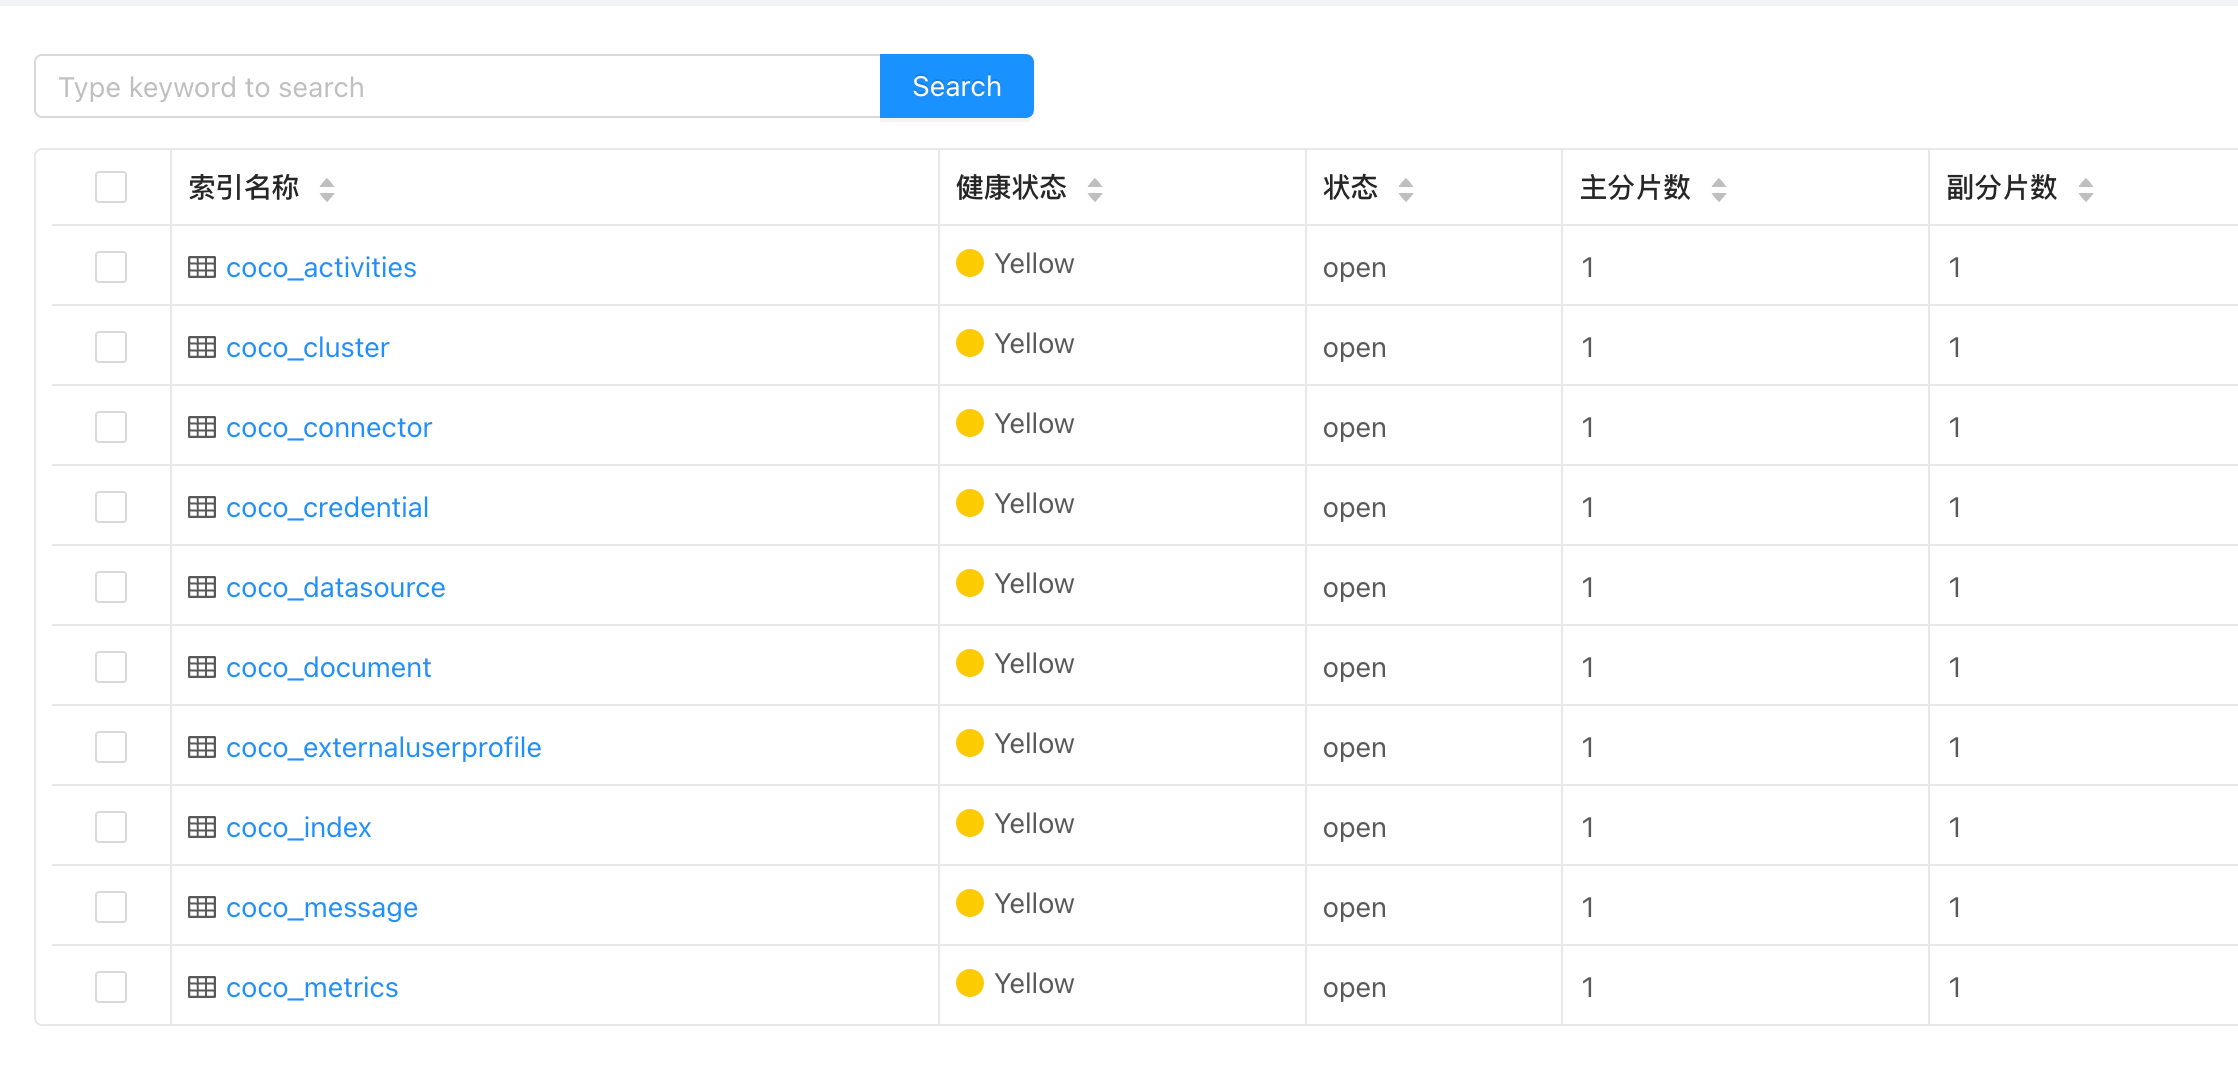 Type keyword to search Search
索引名称 健康状态 状态 主分片数 副分片数
coco_activities Yellow open 1 1
coco_cluster Yellow open 1 1
coco_connector Yellow open 1 1
coco_credential Yellow open 1 1
coco_datasource Yellow open 1 1
coco_document Yellow open 1 1
coco_externaluserprofile Yellow open 1 1
coco_index Yellow open 1 1
coco_message Yellow open 1 1
coco_metrics Yellow open 1 1